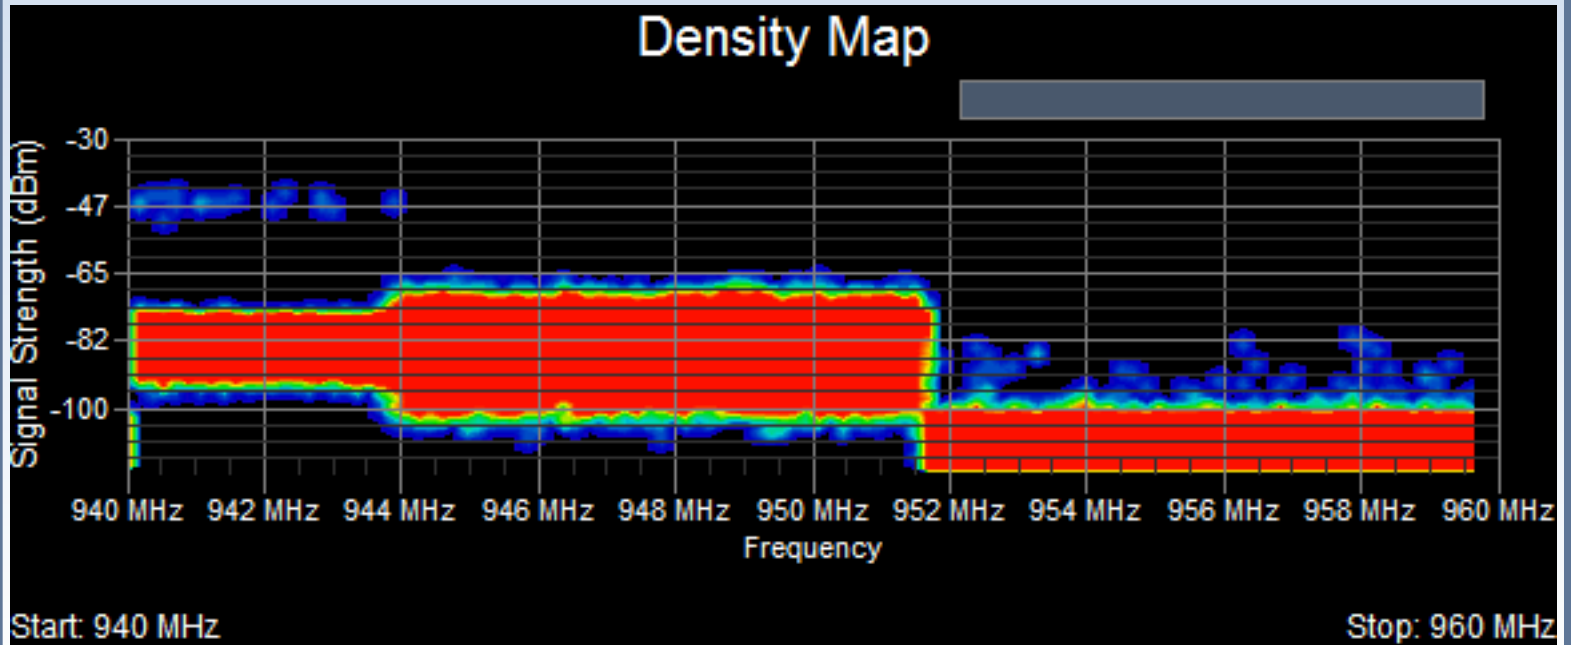 Density Map
Signal Strength (dBm)
-30
-47
-65
-82
-100
940 MHz 942 MHz 944 MHz 946 MHz 948 MHz 950 MHz 952 MHz 954 MHz 956 MHz 958 MHz 960 MHz
Frequency
Start: 940 MHz Stop: 960 MHz